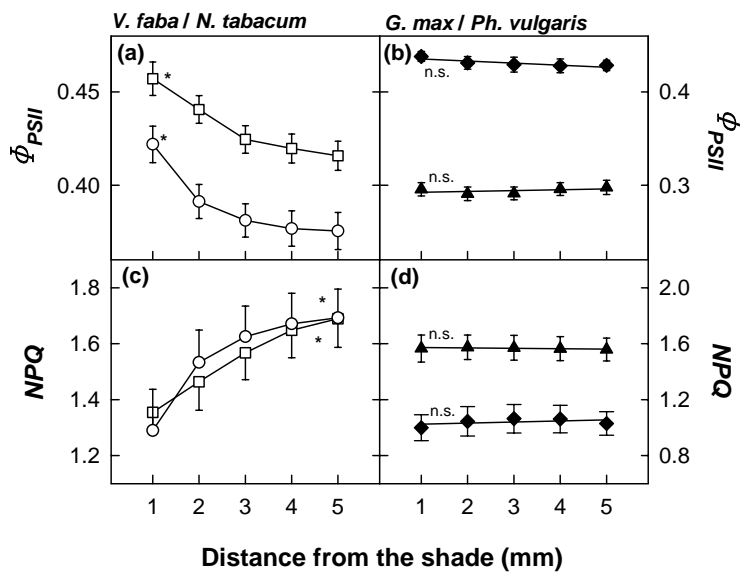 V. faba / N. tabacum
G. max / Ph. vulgaris
(a)
(b)
*
*
n.s.
n.s.
0.45
0.40
0.4
0.3
Φ PSII
Φ PSII
(c)
(d)
*
*
n.s.
n.s.
1.8
1.6
1.4
1.2
2.0
1.6
1.2
0.8
NPQ
NPQ
1 2 3 4 5
1 2 3 4 5
Distance from the shade (mm)